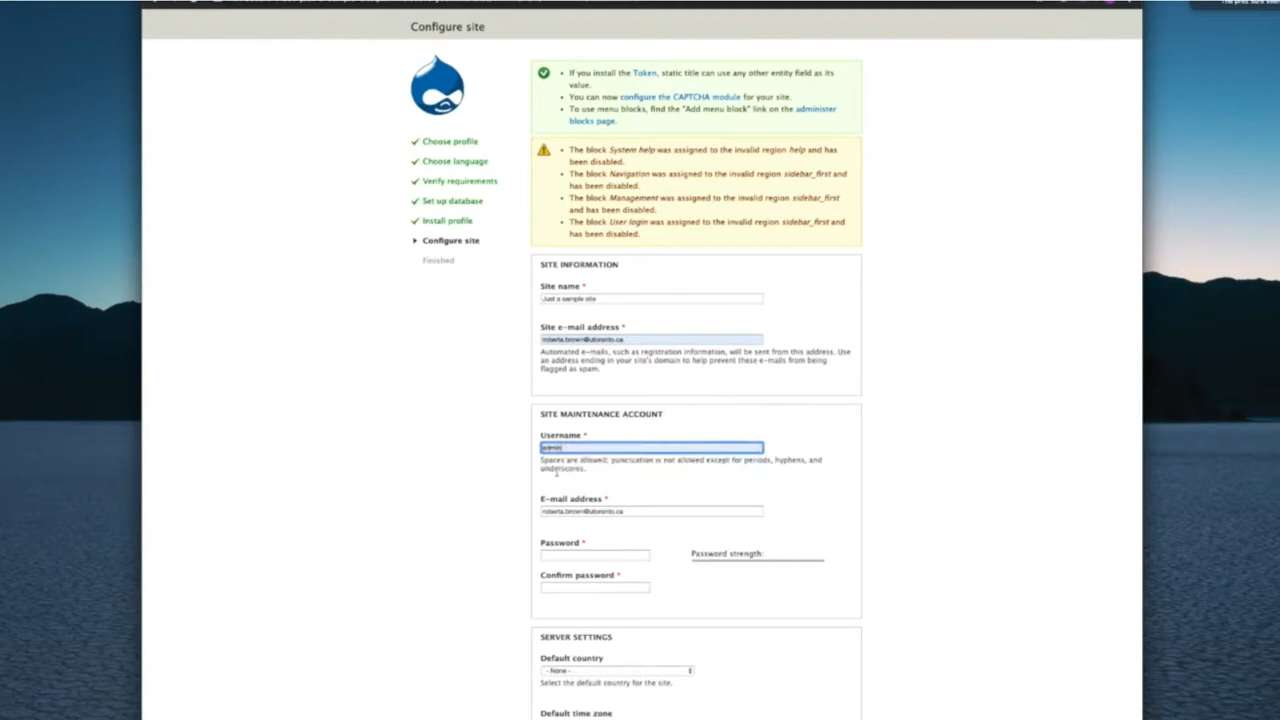 Configure site
• If you install the Token, static title can use any other entity field as its
value.
• You can now configure the CAPTCHA module for your site.
• To use menu blocks, find the "Add menu block" link on the administer
blocks page.
Choose profile
Choose language
Verify requirements
Set up database
Install profile
Configure site
Finished
• The block System help was assigned to the invalid region help and has
been disabled.
• The block Navigation was assigned to the invalid region sidebar_first and
has been disabled.
• The block Management was assigned to the invalid region sidebar_first
and has been disabled.
• The block User login was assigned to the invalid region sidebar_first and
has been disabled.
SITE INFORMATION
Site name *
Just a sample site
Site e-mail address *
roberta.brown@utoronto.ca
Automated e-mails, such as registration information, will be sent from this address. Use
an address ending in your site's domain to help prevent these e-mails from being
flagged as spam.
SITE MAINTENANCE ACCOUNT
Username *
admin
Spaces are allowed; punctuation is not allowed except for periods, hyphens, and
underscores.
E-mail address *
roberta.brown@utoronto.ca
Password *
Password strength:
Confirm password *
SERVER SETTINGS
Default country
- None -
Select the default country for the site.
Default time zone